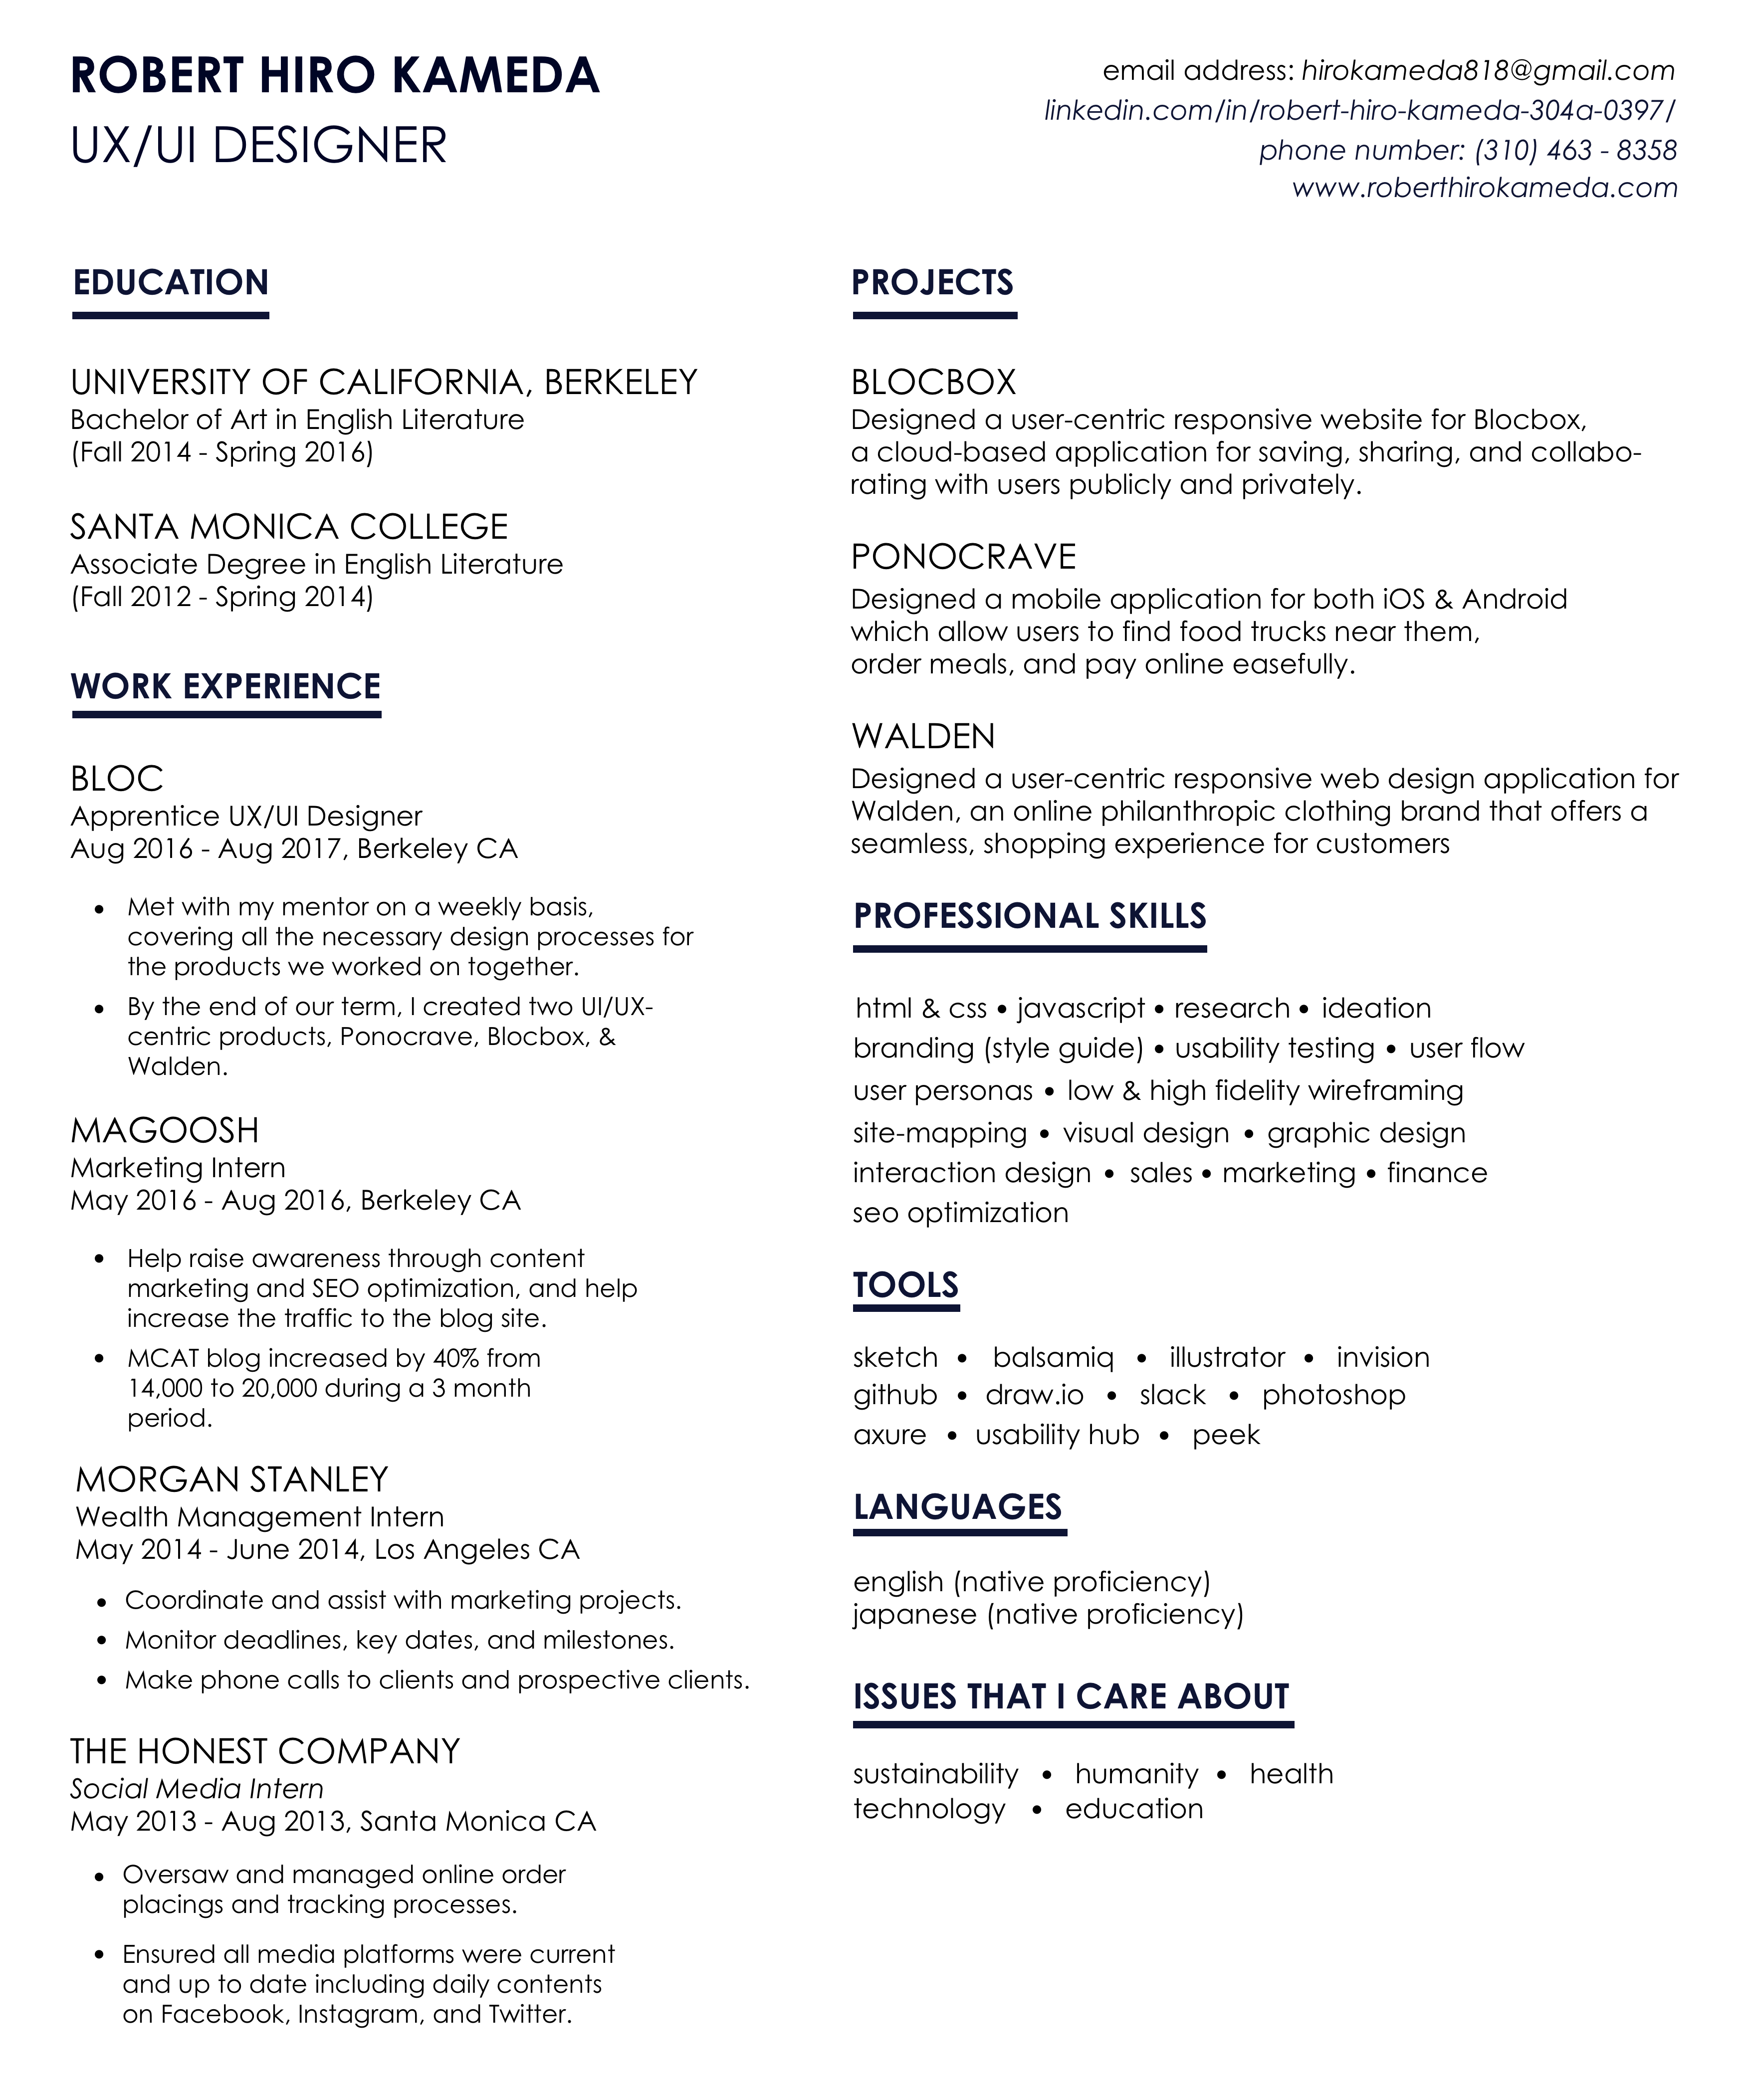 ROBERT HIRO KAMEDA
UX/UI DESIGNER
email address: hirokameda818@gmail.com
linkedin.com/in/robert-hiro-kameda-304a-0397/
phone number: (310) 463 - 8358
www.roberthirokameda.com
EDUCATION
UNIVERSITY OF CALIFORNIA, BERKELEY
Bachelor of Art in English Literature
(Fall 2014 - Spring 2016)
SANTA MONICA COLLEGE
Associate Degree in English Literature
(Fall 2012 - Spring 2014)
WORK EXPERIENCE
BLOC
Apprentice UX/UI Designer
Aug 2016 - Aug 2017, Berkeley CA
• Met with my mentor on a weekly basis,
covering all the necessary design processes for
the products we worked on together.
• By the end of our term, I created two UI/UX-
centric products, Ponocrave, Blocbox, &
Walden.
MAGOOSH
Marketing Intern
May 2016 - Aug 2016, Berkeley CA
• Help raise awareness through content
marketing and SEO optimization, and help
increase the traffic to the blog site.
• MCAT blog increased by 40% from
14,000 to 20,000 during a 3 month
period.
MORGAN STANLEY
Wealth Management Intern
May 2014 - June 2014, Los Angeles CA
• Coordinate and assist with marketing projects.
• Monitor deadlines, key dates, and milestones.
• Make phone calls to clients and prospective clients.
THE HONEST COMPANY
Social Media Intern
May 2013 - Aug 2013, Santa Monica CA
• Oversaw and managed online order
placings and tracking processes.
• Ensured all media platforms were current
and up to date including daily contents
on Facebook, Instagram, and Twitter.
PROJECTS
BLOCBOX
Designed a user-centric responsive website for Blocbox,
a cloud-based application for saving, sharing, and collabo-
rating with users publicly and privately.
PONOCRAVE
Designed a mobile application for both iOS & Android
which allow users to find food trucks near them,
order meals, and pay online easefully.
WALDEN
Designed a user-centric responsive web design application for
Walden, an online philanthropic clothing brand that offers a
seamless, shopping experience for customers
PROFESSIONAL SKILLS
html & css • javascript • research • ideation
branding (style guide) • usability testing • user flow
user personas • low & high fidelity wireframing
site-mapping • visual design • graphic design
interaction design • sales • marketing • finance
seo optimization
TOOLS
sketch • balsamiq • illustrator • invision
github • draw.io • slack • photoshop
axure • usability hub • peek
LANGUAGES
english (native proficiency)
japanese (native proficiency)
ISSUES THAT I CARE ABOUT
sustainability • humanity • health
technology • education